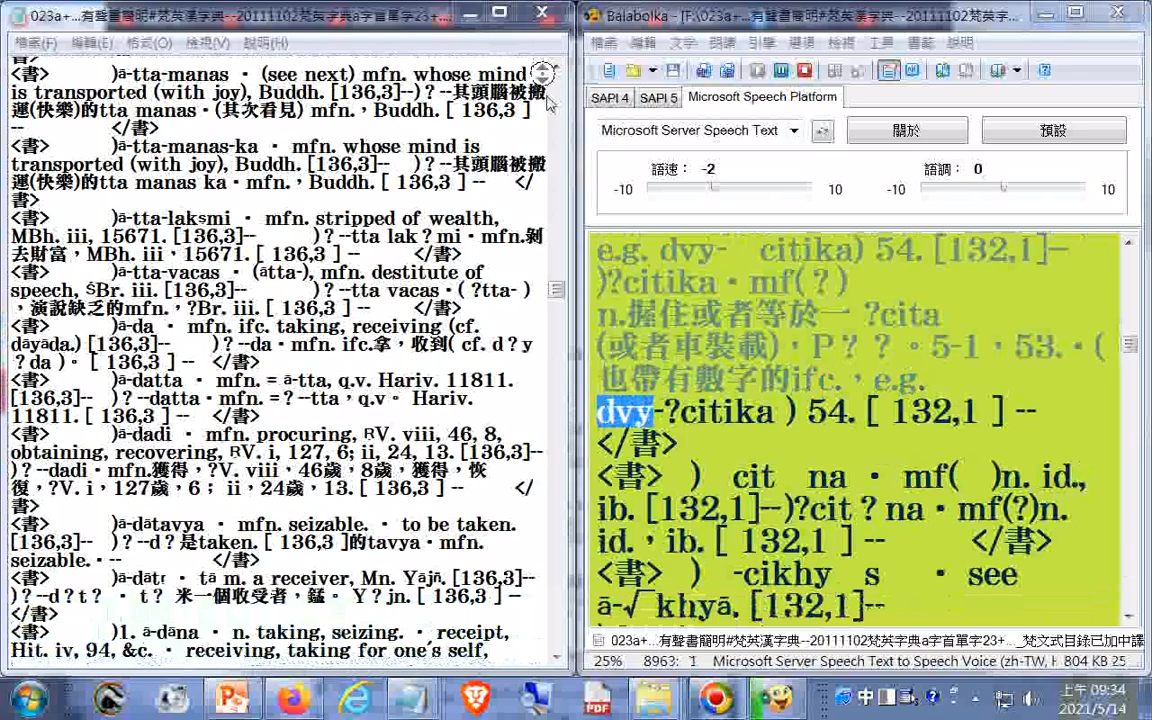 023a+...有聲書簡明#梵英漢字典--20111102梵英字典a字首單字23+...
檔案(F) 編輯(E) 格式(O) 檢視(V) 說明(H)
<書> )ā-tta-manas · (see next) mfn. whose mind
is transported (with joy), Buddh. [136,3]--)？--其頭腦被搬
運(快樂)的tta manas · (其次看見) mfn.，Buddh. [ 136,3 ]
-- </書>
<書> )ā-tta-manas-ka · mfn. whose mind is
transported (with joy), Buddh. [136,3]-- )？--其頭腦被搬
運(快樂)的tta manas ka · mfn.，Buddh. [ 136,3 ] -- </
書>
<書> )ā-tta-lakṣmi · mfn. stripped of wealth,
MBh. iii, 15671. [136,3]-- )？--tta lak？mi · mfn.剝
去財富，MBh. iii，15671. [ 136,3 ] -- </書>
<書> )ā-tta-vacas · (ātta-), mfn. destitute of
speech, ŚBr. iii. [136,3]-- )？--tta vacas · ( ?tta- )
，演說缺乏的mfn.，?Br. iii. [ 136,3 ] -- </書>
<書> )ā-da · mfn. ifc. taking, receiving (cf.
dāyāda.) [136,3]-- )？--da · mfn. ifc.拿，收到( cf. d？y
？da )。 [ 136,3 ] -- </書>
<書> )ā-datta · mfn. = ā-tta, q.v. Hariv. 11811.
[136,3]-- )？--datta · mfn. =？--tta，q.v。 Hariv.
11811. [ 136,3 ] -- </書>
<書> )ā-dadi · mfn. procuring, ṚV. viii, 46, 8,
obtaining, recovering, ṚV. i, 127, 6; ii, 24, 13. [136,3]--
)？--dadi · mfn.獲得，?V. viii，46歲，8歲，獲得，恢
復，?V. i，127歲，6； ii，24歲，13. [ 136,3 ] -- </
書>
<書> )ā-dātavya · mfn. seizable. · to be taken.
[136,3]-- )？--d？是taken. [ 136,3 ]的tavya · mfn.
seizable. · -- </書>
<書> )ā-dātṛ · tā m. a receiver, Mn. Yājñ. [136,3]--
)？--d？t？ · t？ 米一個收受者，錳。 Y？jn. [ 136,3 ] --
</書>
<書> )1. ā-dāna · n. taking, seizing. · receipt,
Hit. iv, 94, &c. · receiving, taking for one's self,
Balabolka - [F:\023a+...有聲書簡明#梵英漢字典--20111102梵英字...
檔案 編輯 文字 朗讀 引擎 選項 檢視 工具 書籤 說明
SAPI 4 SAPI 5 Microsoft Speech Platform
Microsoft Server Speech Text 關於 預設
語速： -2 語調： 0
-10 10 -10 10
e.g. dvy- citika) 54. [132,1]--
)?citika · mf(？)
n.握住或者等於一 ?cita
(或者車裝載)，P？？。5-1，53. · (
也帶有數字的ifc.，e.g.
dvy-?citika ) 54. [ 132,1 ] --
</書>
<書> ) cit na · mf( )n. id.,
ib. [132,1]--)?cit？na · mf(?)n.
id.，ib. [ 132,1 ] -- </書>
<書> ) -cikhy s · see
ā-√khyā. [132,1]--
023a+...有聲書簡明#梵英漢字典--20111102梵英字典a字首單字23+..._梵文式目錄已加中譯
25% 8963: 1 Microsoft Server Speech Text to Speech Voice (zh-TW, H 804 KB 25
中
上午 09:34
2021/5/14